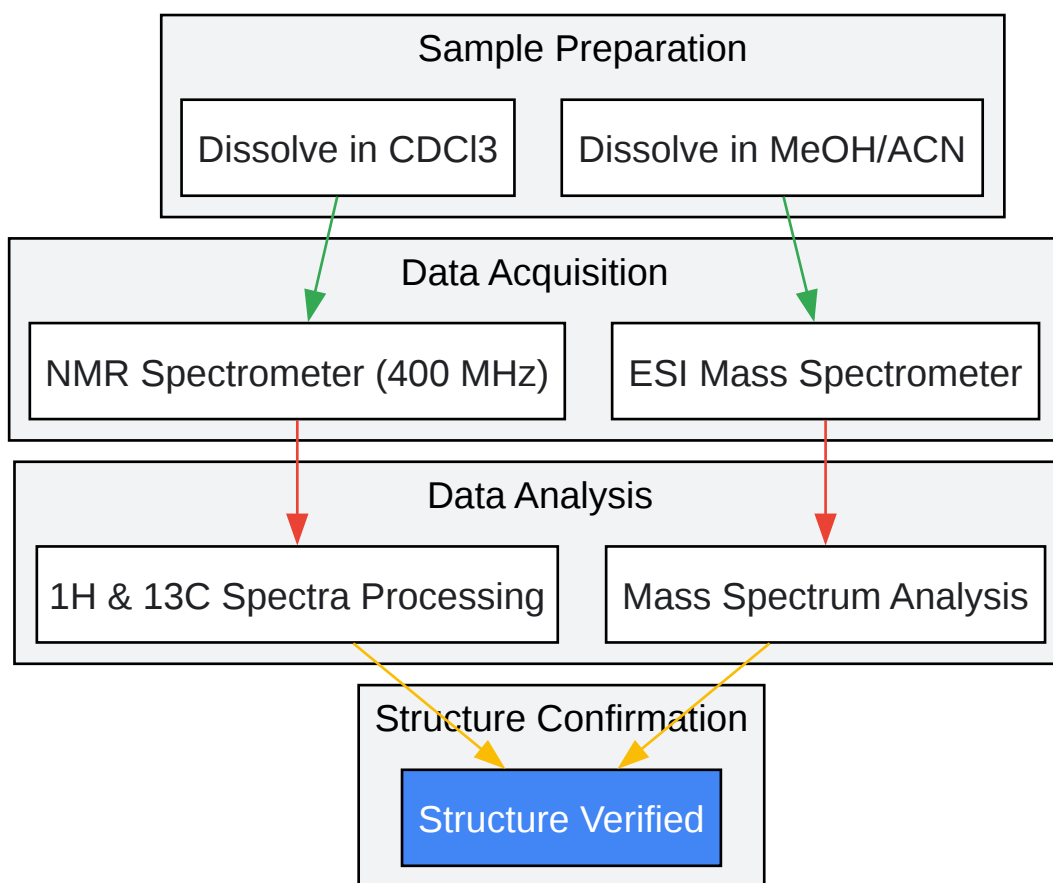 Sample Preparation
Dissolve in CDCl3
Dissolve in MeOH/ACN
Data Acquisition
NMR Spectrometer (400 MHz)
ESI Mass Spectrometer
Data Analysis
1H & 13C Spectra Processing
Mass Spectrum Analysis
Structure Confirmation
Structure Verified